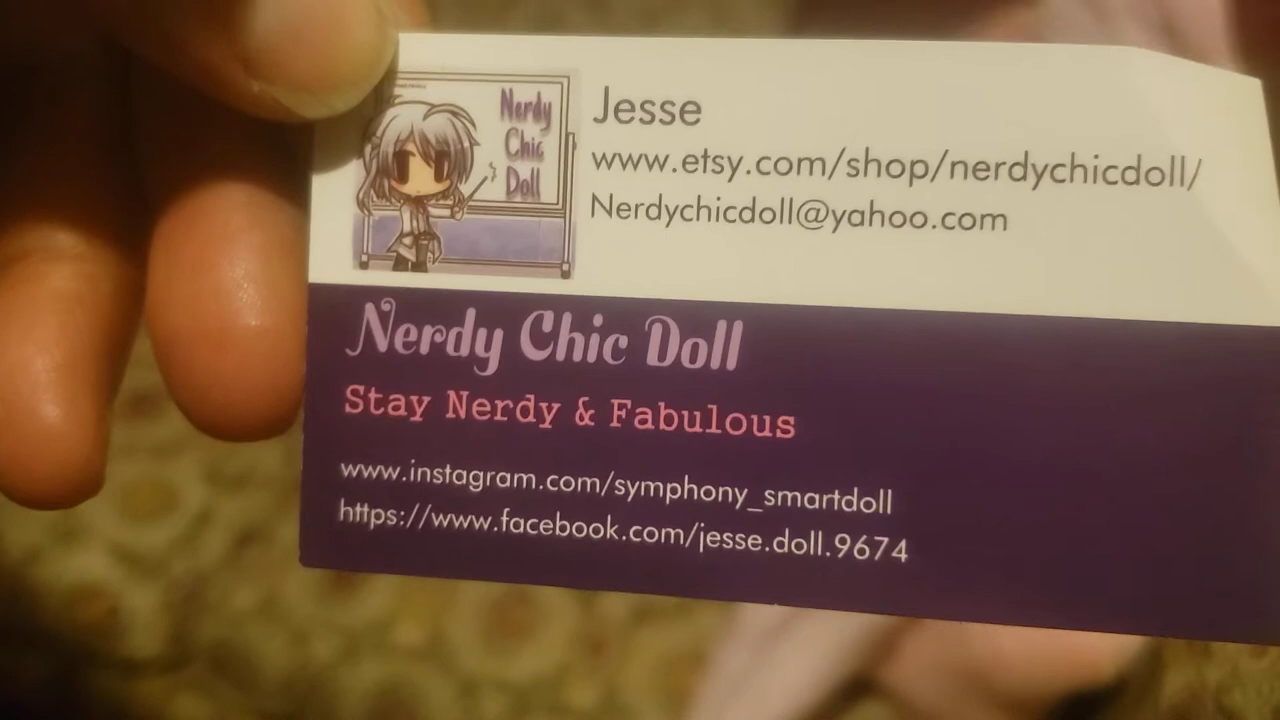 Nerdy
Chic
Doll
Jesse
www.etsy.com/shop/nerdychicdoll/
Nerdychicdoll@yahoo.com
Nerdy Chic Doll
Stay Nerdy & Fabulous
www.instagram.com/symphony_smartdoll
https://www.facebook.com/jesse.doll.9674